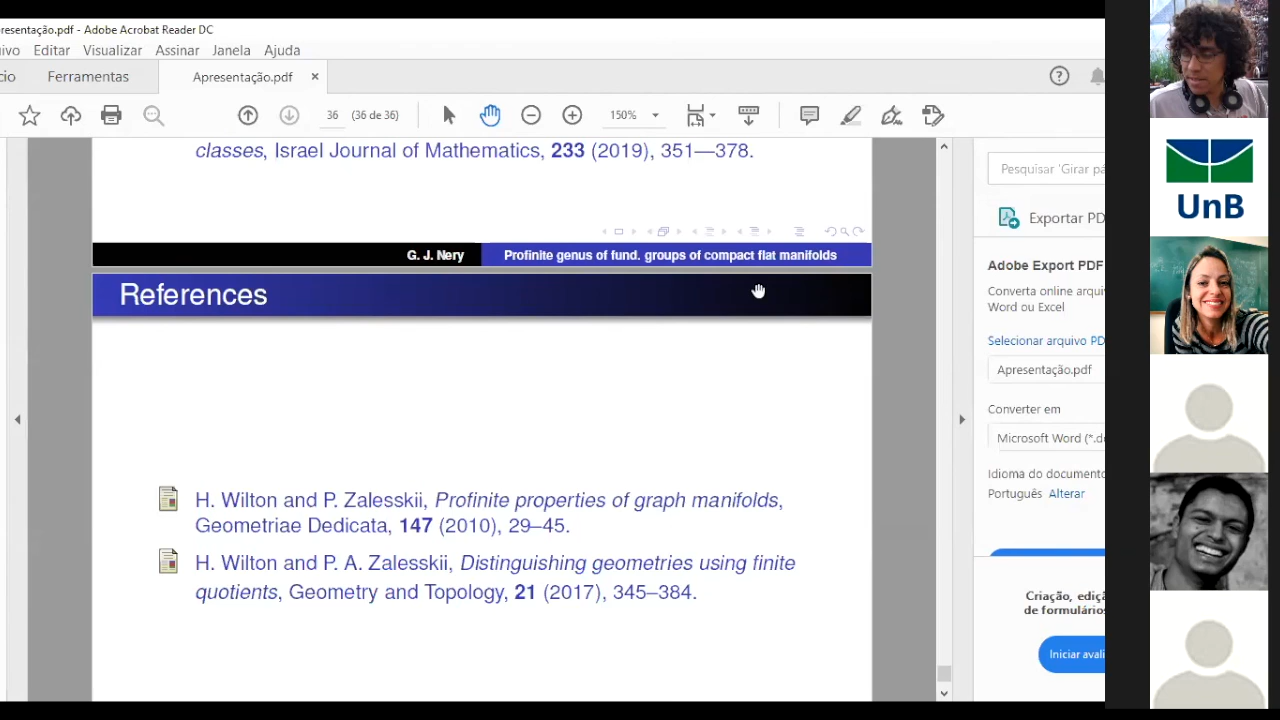 resentação.pdf - Adobe Acrobat Reader DC
ivo Editar Visualizar Assinar Janela Ajuda
cio Ferramentas Apresentação.pdf ×
36 (36 de 36) 150%
classes, Israel Journal of Mathematics, 233 (2019), 351—378.
G. J. Nery Profinite genus of fund. groups of compact flat manifolds
References
H. Wilton and P. Zalesskii, Profinite properties of graph manifolds,
Geometriae Dedicata, 147 (2010), 29–45.
H. Wilton and P. A. Zalesskii, Distinguishing geometries using finite
quotients, Geometry and Topology, 21 (2017), 345–384.
Pesquisar 'Girar pá
Exportar PD
Adobe Export PDF
Converta online arqui
Word ou Excel
Selecionar arquivo PD
Apresentação.pdf
Converter em
Microsoft Word (*.do
Idioma do documento
Português Alterar
Criação, ediç
de formulários
Iniciar avali
UnB